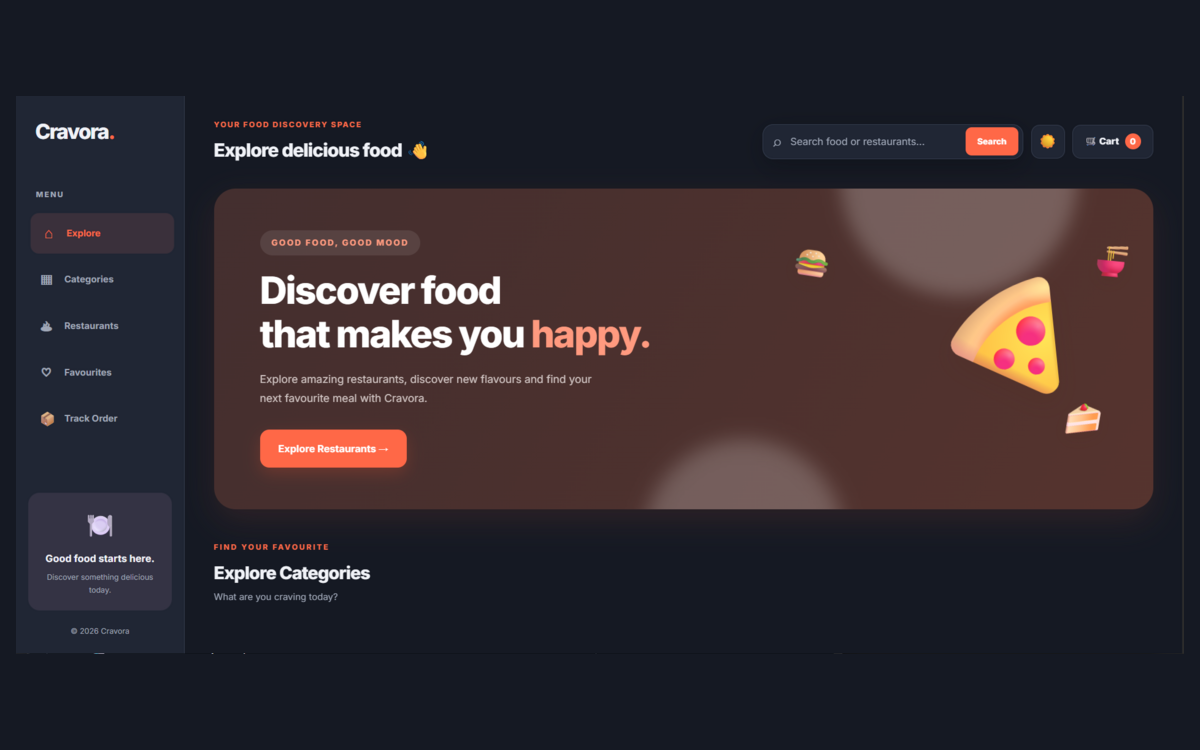 Cravora.
MENU
Explore
Categories
Restaurants
Favourites
Track Order
Good food starts here.
Discover something delicious
today.
© 2026 Cravora
YOUR FOOD DISCOVERY SPACE
Explore delicious food 👋
Search food or restaurants...
Search
Cart 0
GOOD FOOD, GOOD MOOD
Discover food
that makes you happy.
Explore amazing restaurants, discover new flavours and find your
next favourite meal with Cravora.
Explore Restaurants →
FIND YOUR FAVOURITE
Explore Categories
What are you craving today?